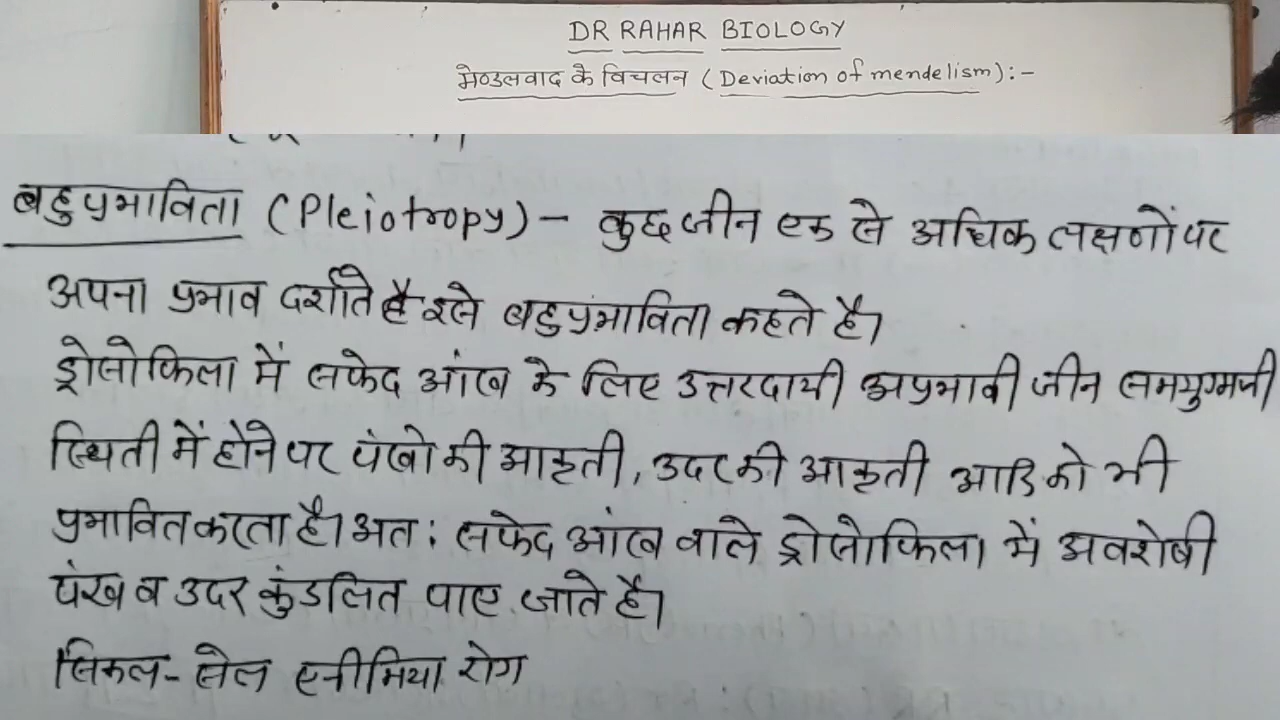 DR RAHAR BIOLOGY
मेण्डलवाद के विचलन (Deviation of mendelism):-
बहुप्रभाविता (Pleiotropy) - कुछ जीन एक से अधिक लक्षणों पर
अपना प्रभाव दर्शाते है इसे बहुप्रभाविता कहते है।
ड्रोसोफिला में सफेद आंख के लिए उत्तरदायी अप्रभावी जीन समयुग्मजी
स्थिती में होने पर पंखो की आकृती, उदर की आकृती आदि को भी
प्रभावित करता है। अत: सफेद आंख वाले ड्रोसोफिला में अवशेषी
पंख व उदर कुंडलित पाए जाते है।
सिकल-सेल एनीमिया रोग